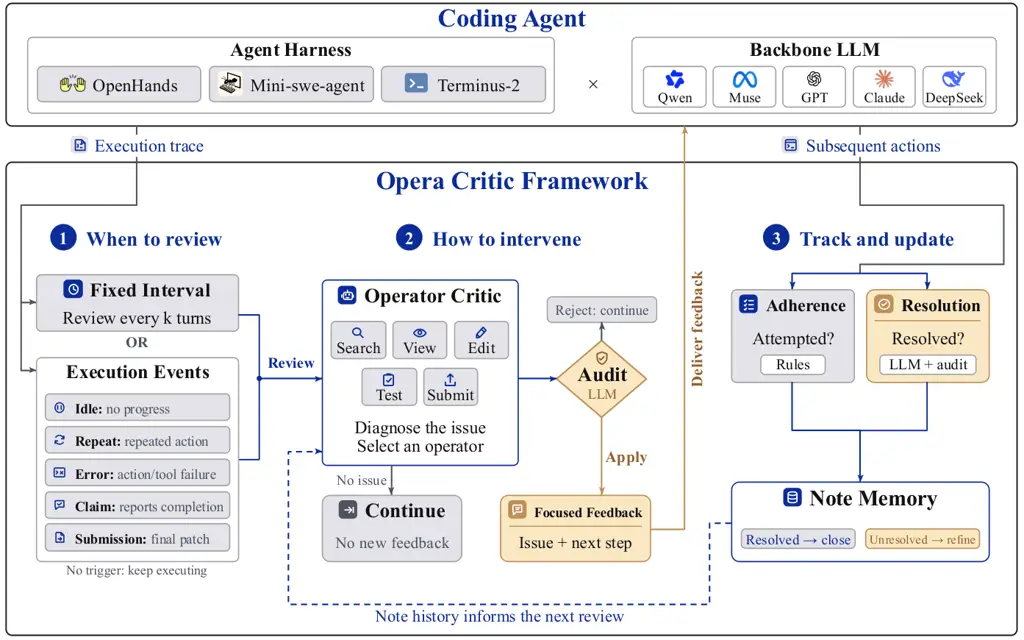 Coding Agent
Agent Harness
OpenHands
Mini-swe-agent
Terminus-2
×
Backbone LLM
Qwen
Muse
GPT
Claude
DeepSeek
Execution trace
Subsequent actions
Opera Critic Framework
1 When to review
Fixed Interval
Review every k turns
OR
Execution Events
Idle: no progress
Repeat: repeated action
Error: action/tool failure
Claim: reports completion
Submission: final patch
No trigger: keep executing
Review
2 How to intervene
Operator Critic
Search
View
Edit
Test
Submit
Diagnose the issue
Select an operator
No issue
Continue
No new feedback
Reject: continue
Audit
LLM
Apply
Focused Feedback
Issue + next step
Deliver feedback
3 Track and update
Adherence
Attempted?
Rules
Resolution
Resolved?
LLM + audit
Note Memory
Resolved → close
Unresolved → refine
Note history informs the next review